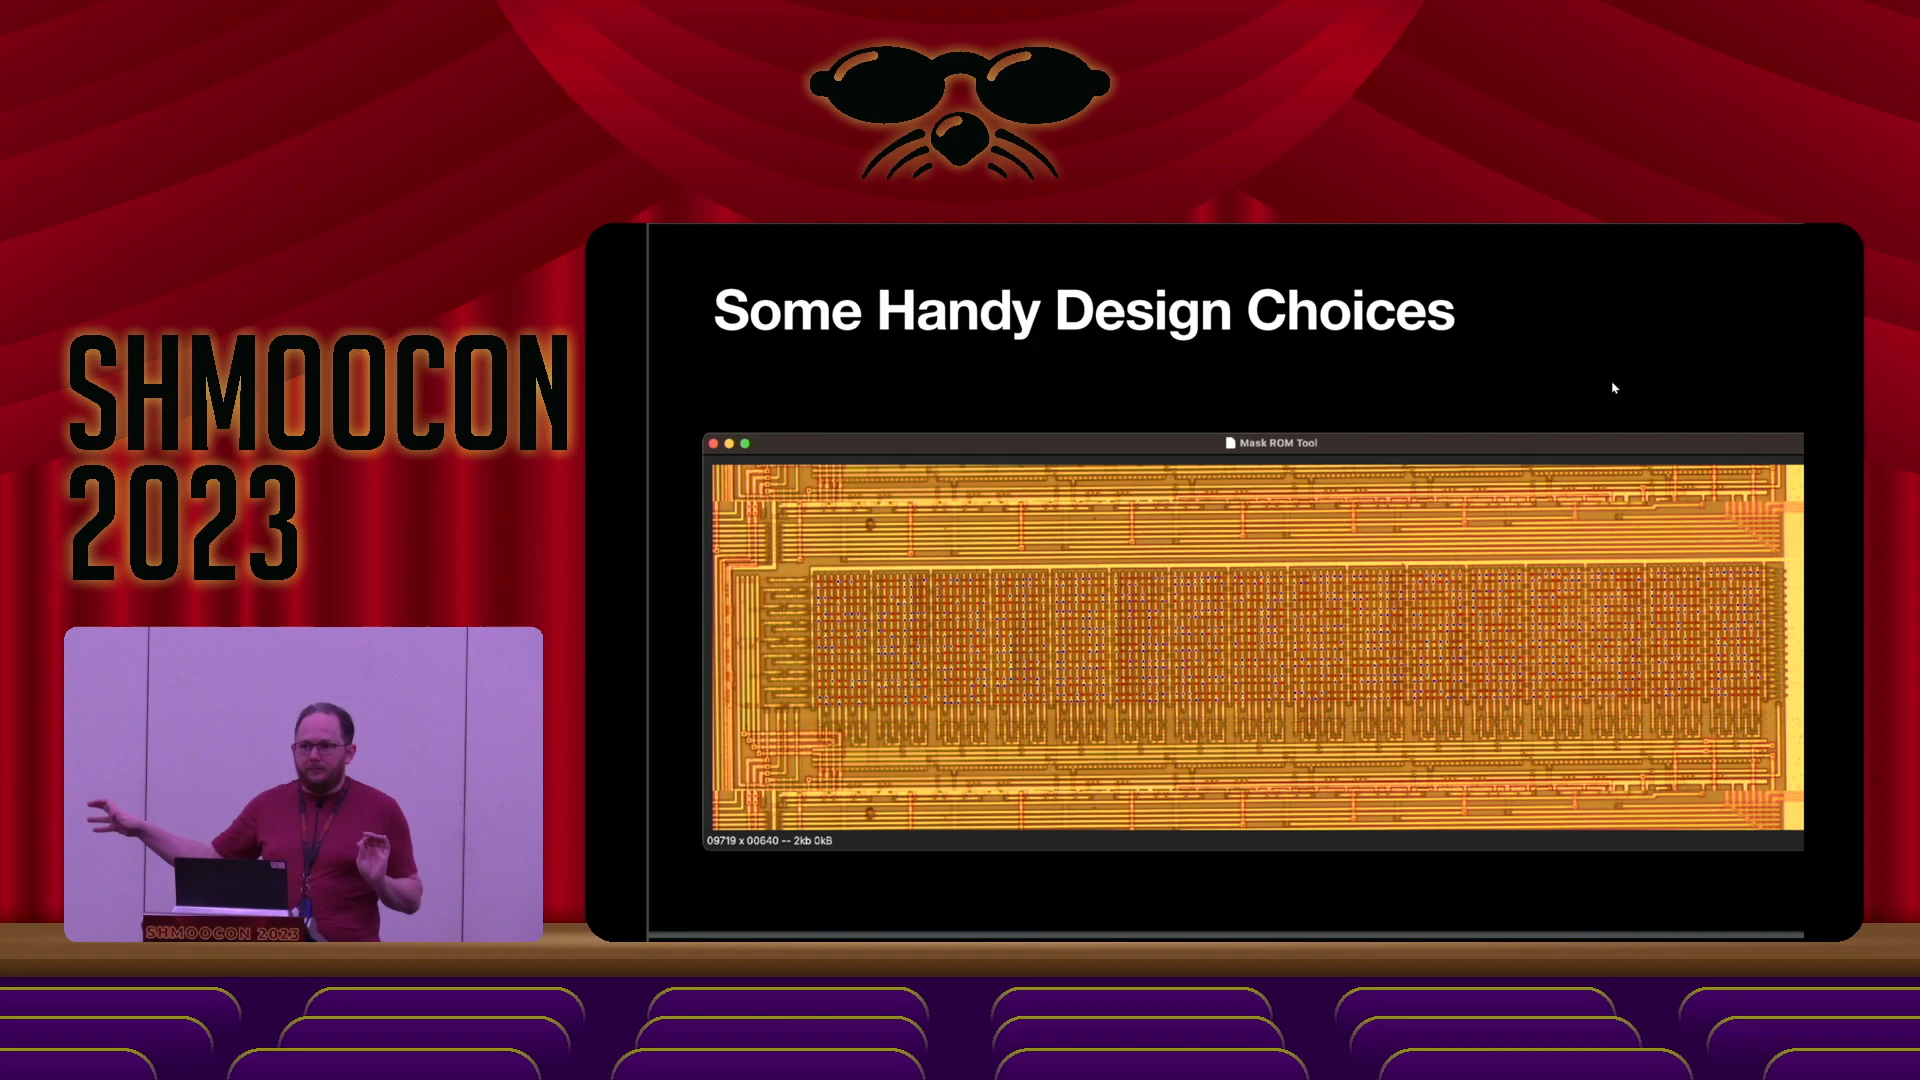 SHMOOCON
2023
Some Handy Design Choices
Mask ROM Tool
09719 x 00640 -- 2kb 0kB
SHMOOCON 2023